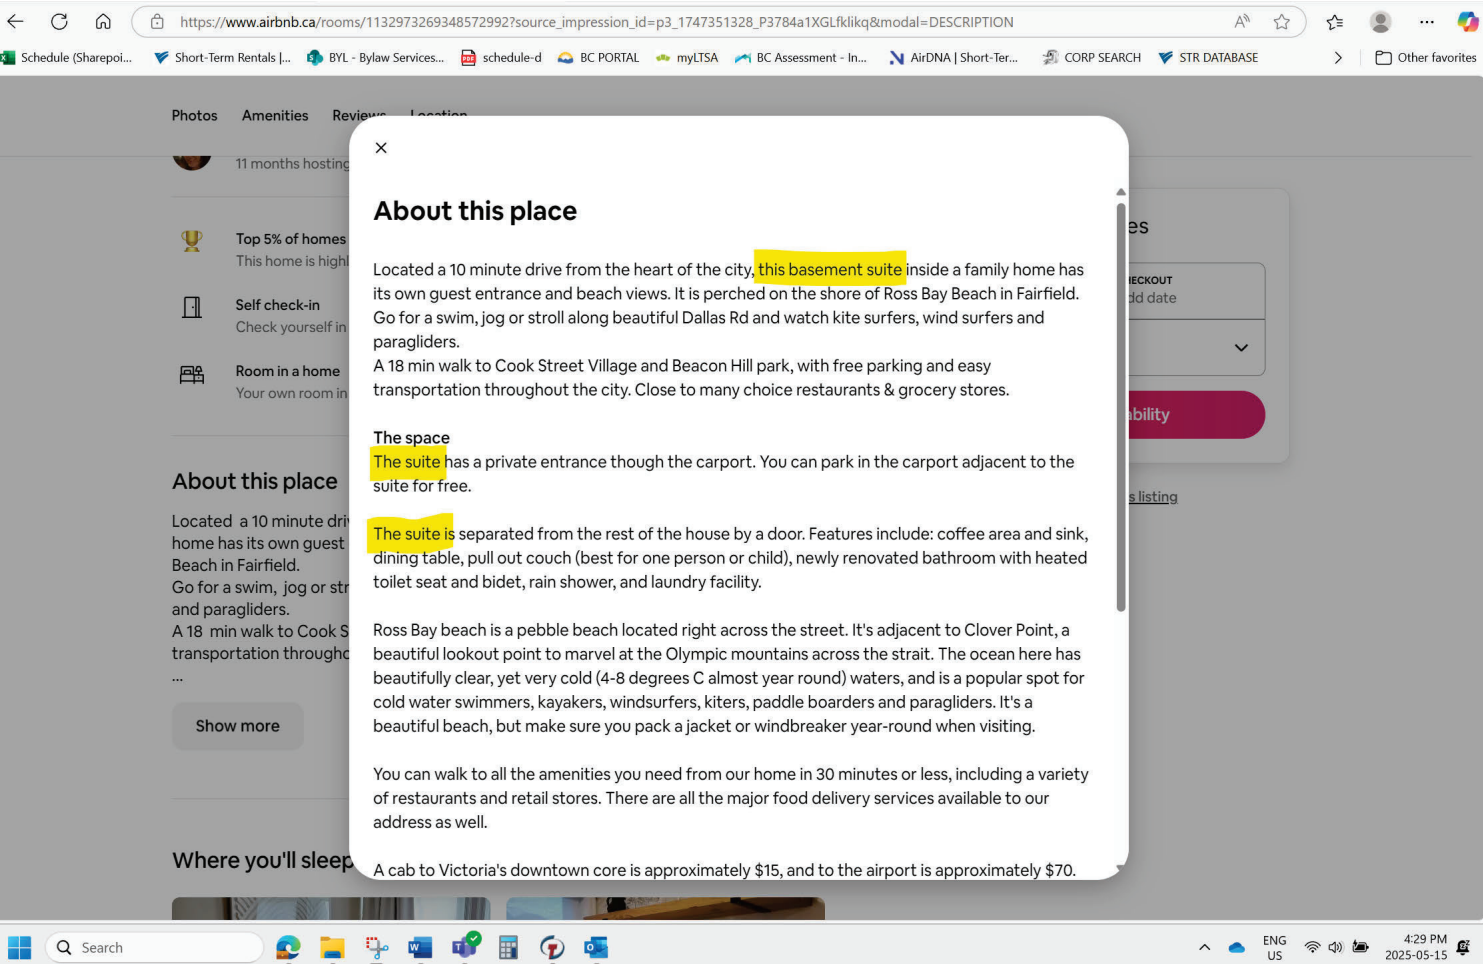 https://www.airbnb.ca/rooms/1132973269348572992?source_impression_id=p3_1747351328_P3784a1XGLfklikq&modal=DESCRIPTION
Schedule (Sharepoi... Short-Term Rentals |... BYL - Bylaw Services... schedule-d BC PORTAL myLTSA BC Assessment - In... AirDNA | Short-Ter... CORP SEARCH STR DATABASE Other favorites
Photos Amenities Reviews Location
11 months hosting
Top 5% of homes
This home is highl
Self check-in
Check yourself in
Room in a home
Your own room in
About this place
Located a 10 minute driv
home has its own guest
Beach in Fairfield.
Go for a swim, jog or str
and paragliders.
A 18 min walk to Cook S
transportation througho
...
Show more
Where you'll sleep
About this place
Located a 10 minute drive from the heart of the city, this basement suite inside a family home has
its own guest entrance and beach views. It is perched on the shore of Ross Bay Beach in Fairfield.
Go for a swim, jog or stroll along beautiful Dallas Rd and watch kite surfers, wind surfers and
paragliders.
A 18 min walk to Cook Street Village and Beacon Hill park, with free parking and easy
transportation throughout the city. Close to many choice restaurants & grocery stores.
The space
The suite has a private entrance though the carport. You can park in the carport adjacent to the
suite for free.
The suite is separated from the rest of the house by a door. Features include: coffee area and sink,
dining table, pull out couch (best for one person or child), newly renovated bathroom with heated
toilet seat and bidet, rain shower, and laundry facility.
Ross Bay beach is a pebble beach located right across the street. It's adjacent to Clover Point, a
beautiful lookout point to marvel at the Olympic mountains across the strait. The ocean here has
beautifully clear, yet very cold (4-8 degrees C almost year round) waters, and is a popular spot for
cold water swimmers, kayakers, windsurfers, kiters, paddle boarders and paragliders. It's a
beautiful beach, but make sure you pack a jacket or windbreaker year-round when visiting.
You can walk to all the amenities you need from our home in 30 minutes or less, including a variety
of restaurants and retail stores. There are all the major food delivery services available to our
address as well.
A cab to Victoria's downtown core is approximately $15, and to the airport is approximately $70.
es
HECKOUT
dd date
ability
s listing
Search
ENG
US
4:29 PM
2025-05-15